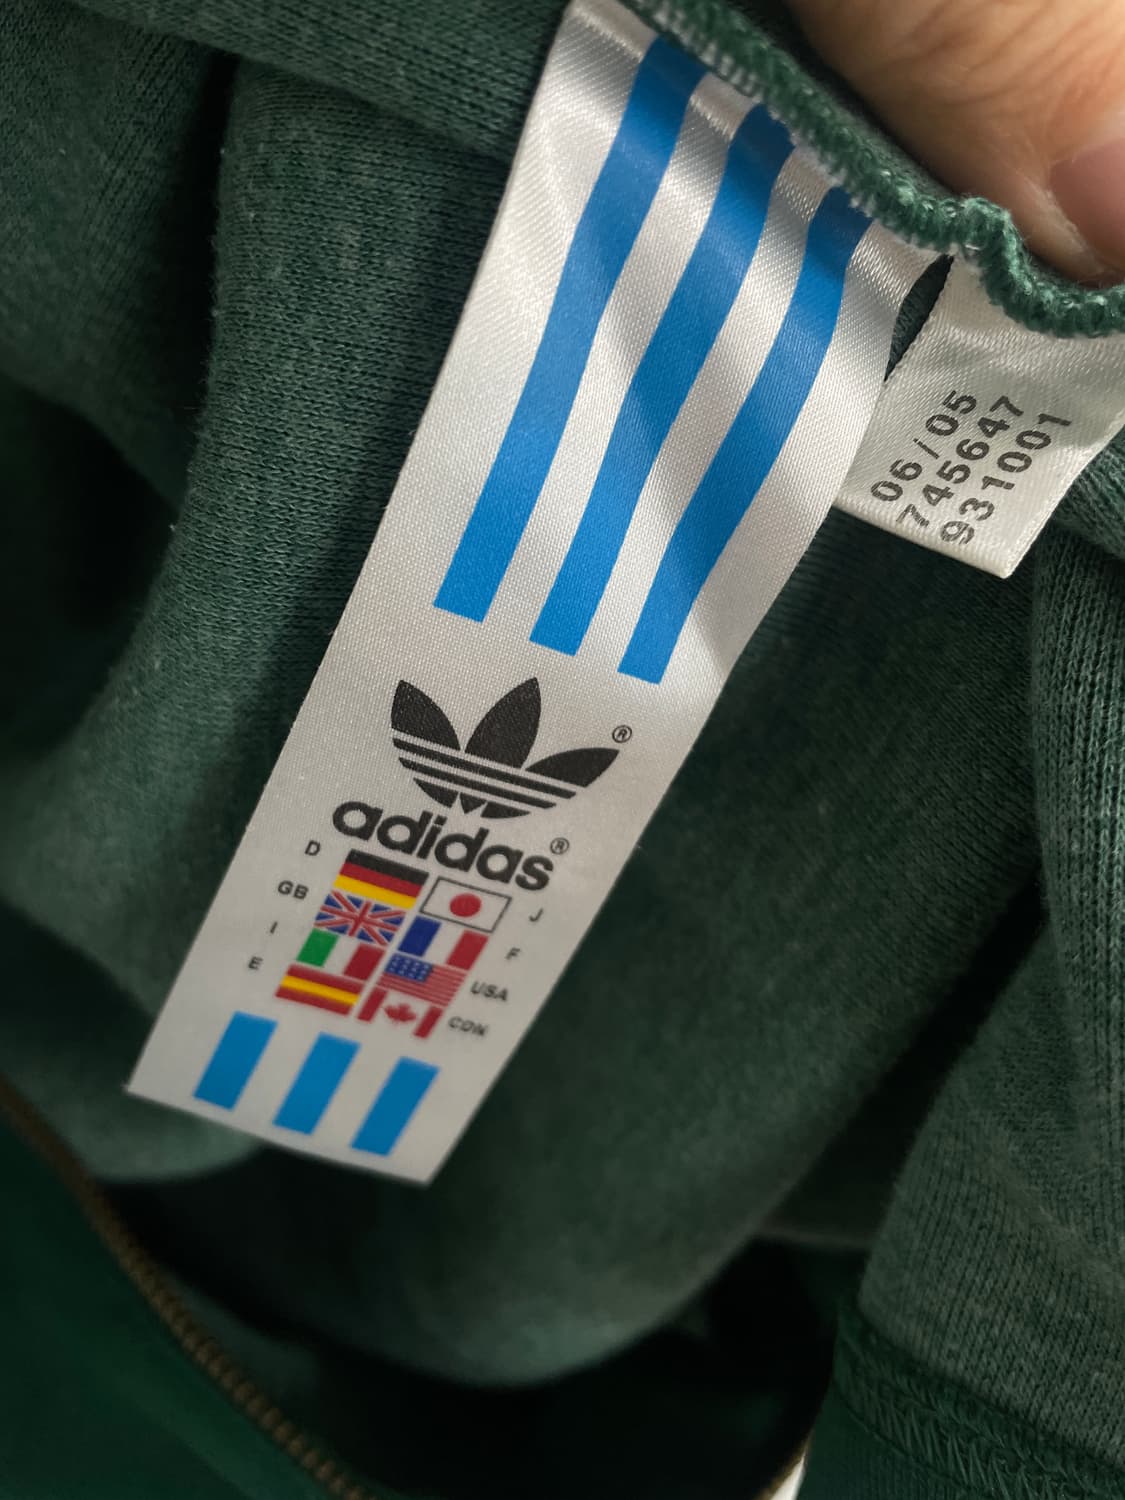 06/05
745647
931001
®
adidas®
D
J
GB
F
I
USA
E
CDN